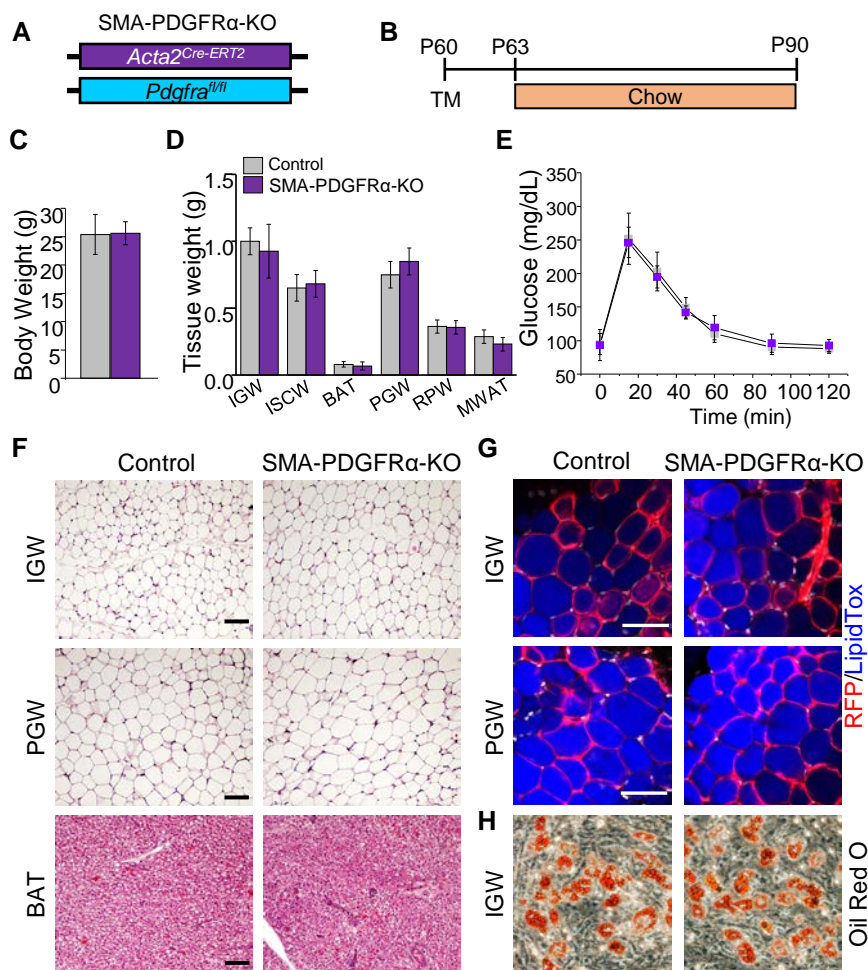 A
SMA-PDGFRα-KO
Acta2Cre-ERT2
Pdgfrafl/fl
B
P60 P63 P90
TM
Chow
C
Body Weight (g)
30
25
20
15
10
5
0
D
Control
SMA-PDGFRα-KO
Tissue weight (g)
1.5
1.0
0.5
0.0
IGW ISCW BAT PGW RPW MWAT
E
Glucose (mg/dL)
350
300
250
200
150
100
50
0 20 40 60 80 100 120
Time (min)
F
Control SMA-PDGFRα-KO
IGW
PGW
BAT
G
Control SMA-PDGFRα-KO
IGW
PGW
RFP/LipidTox
H
IGW
Oil Red O